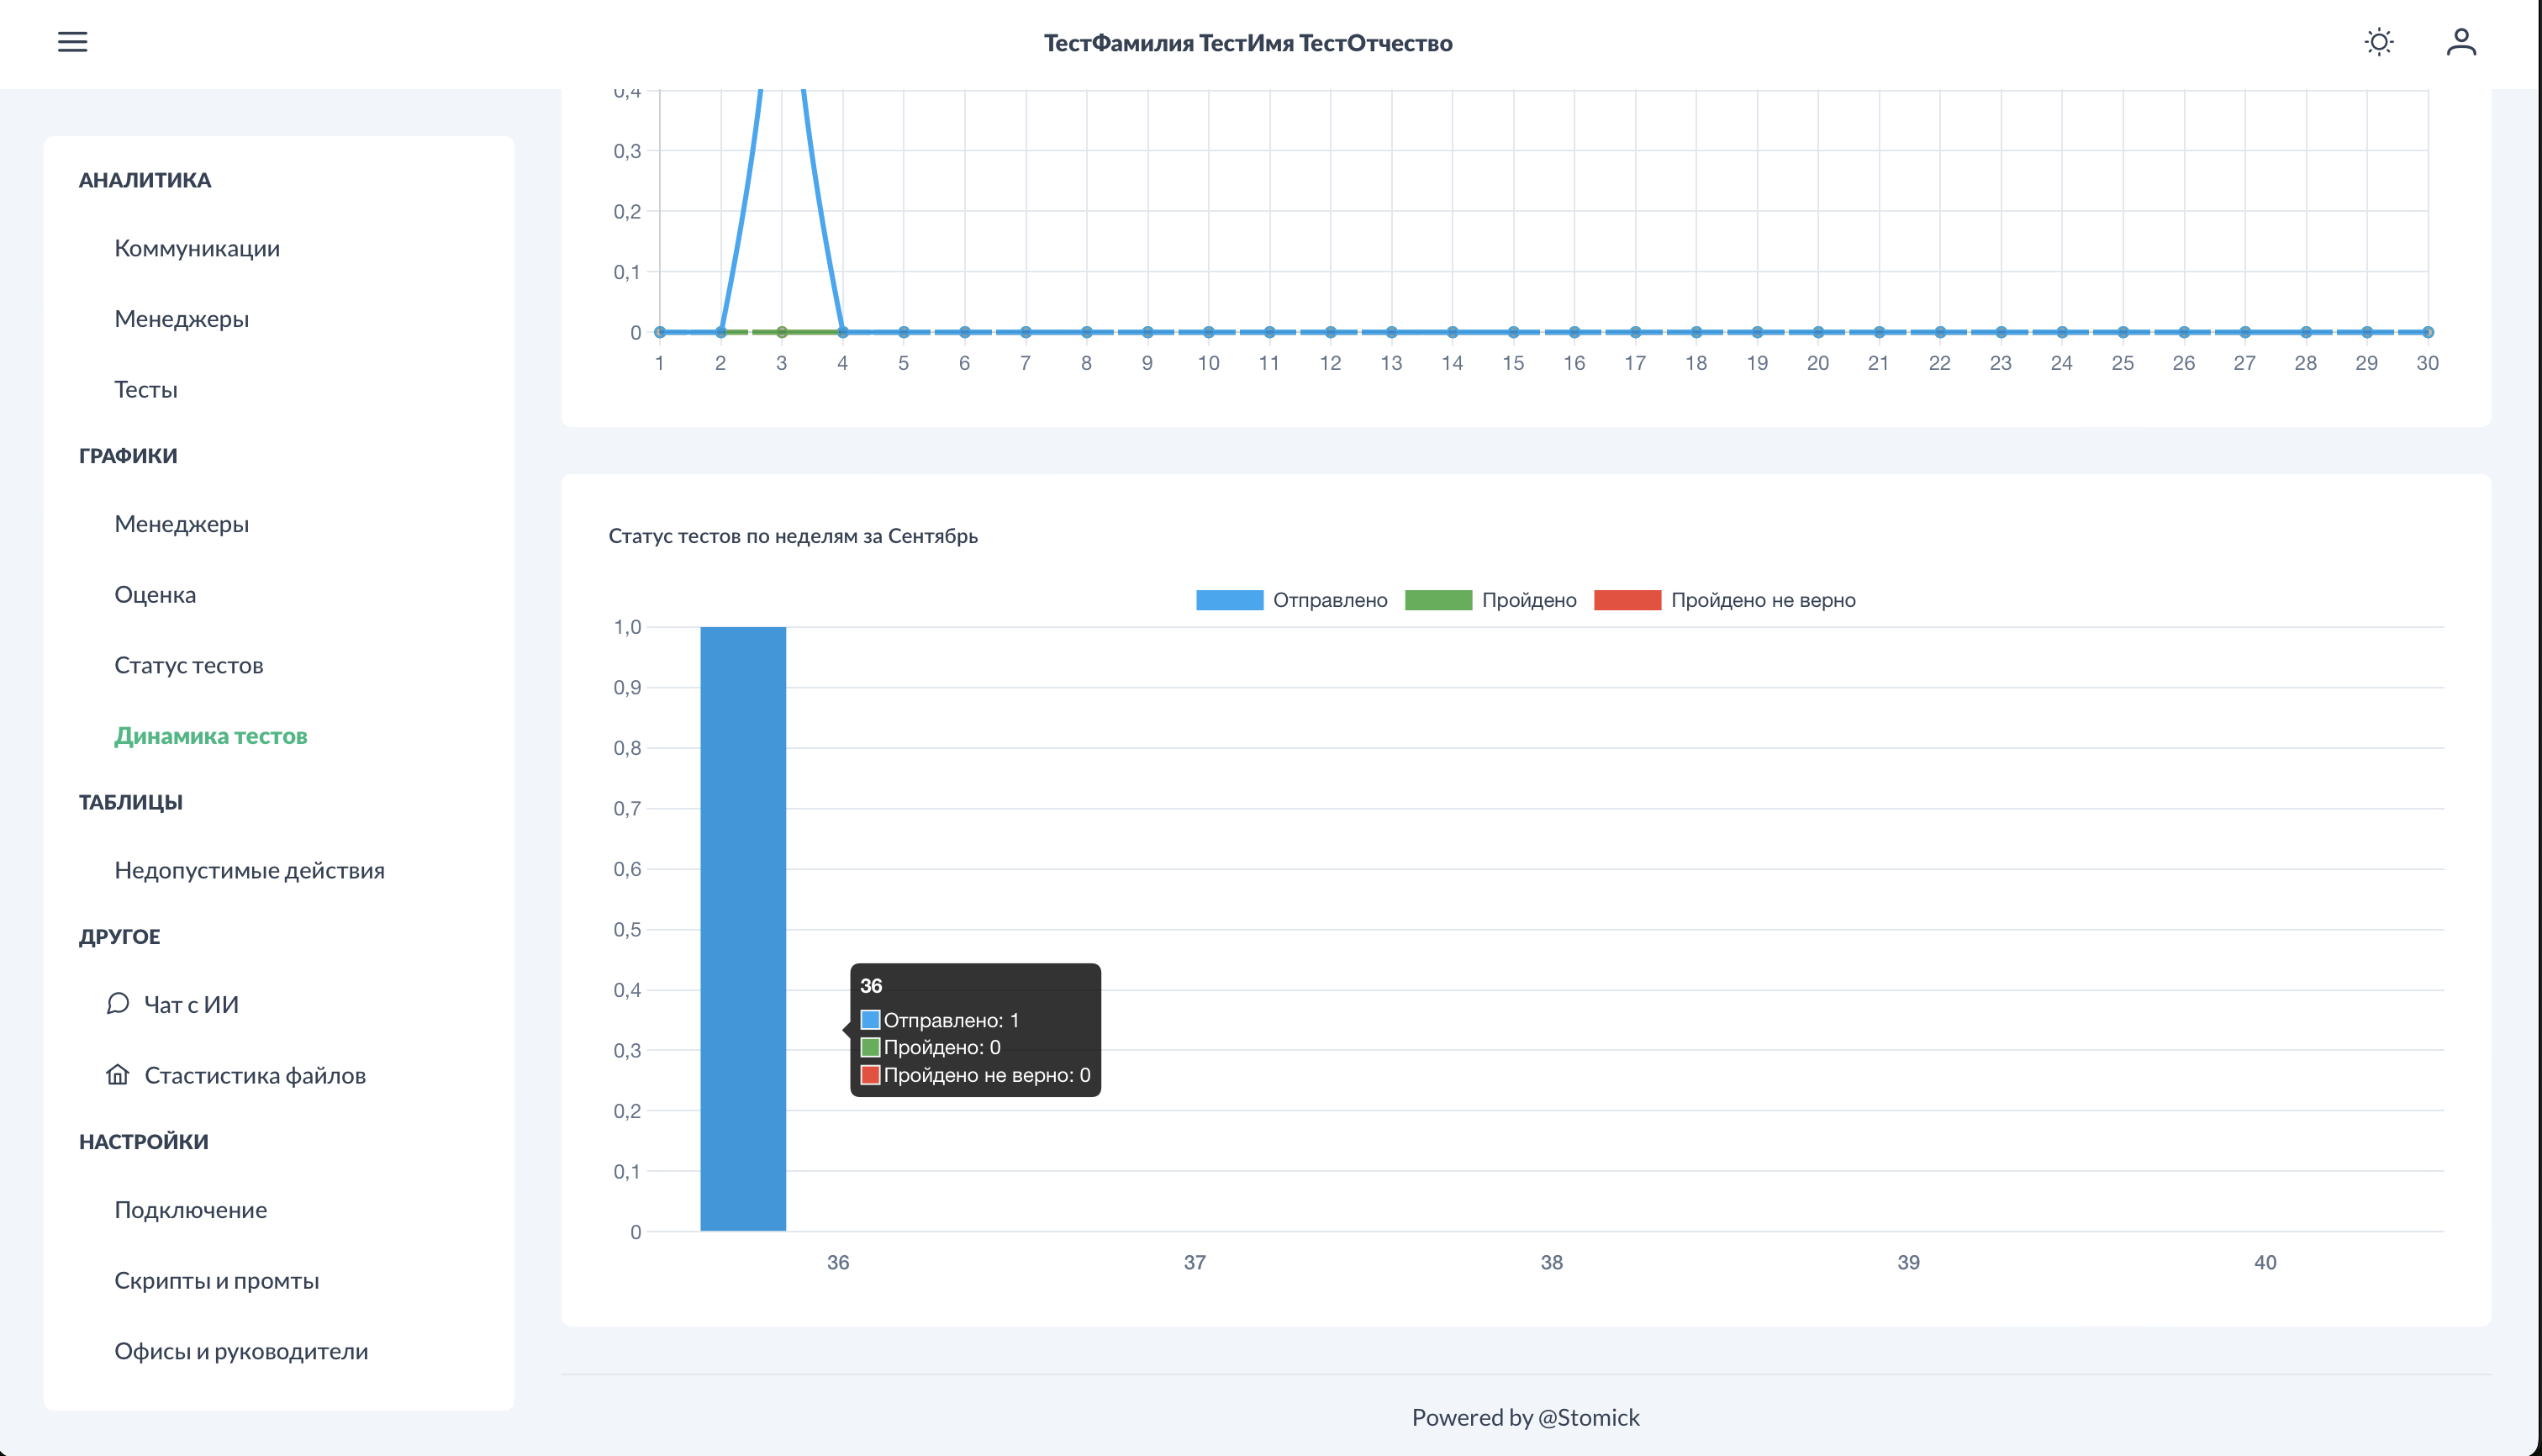 ТестФамилия ТестИмя ТестОтчество
АНАЛИТИКА
Коммуникации
Менеджеры
Тесты
ГРАФИКИ
Менеджеры
Оценка
Статус тестов
Динамика тестов
ТАБЛИЦЫ
Недопустимые действия
ДРУГОЕ
Чат с ИИ
Стастистика файлов
НАСТРОЙКИ
Подключение
Скрипты и промты
Офисы и руководители
0,4
0,3
0,2
0,1
0
1 2 3 4 5 6 7 8 9 10 11 12 13 14 15 16 17 18 19 20 21 22 23 24 25 26 27 28 29 30
Статус тестов по неделям за Сентябрь
Отправлено Пройдено Пройдено не верно
1,0
0,9
0,8
0,7
0,6
0,5
0,4
0,3
0,2
0,1
0
36
Отправлено: 1
Пройдено: 0
Пройдено не верно: 0
36 37 38 39 40
Powered by @Stomick